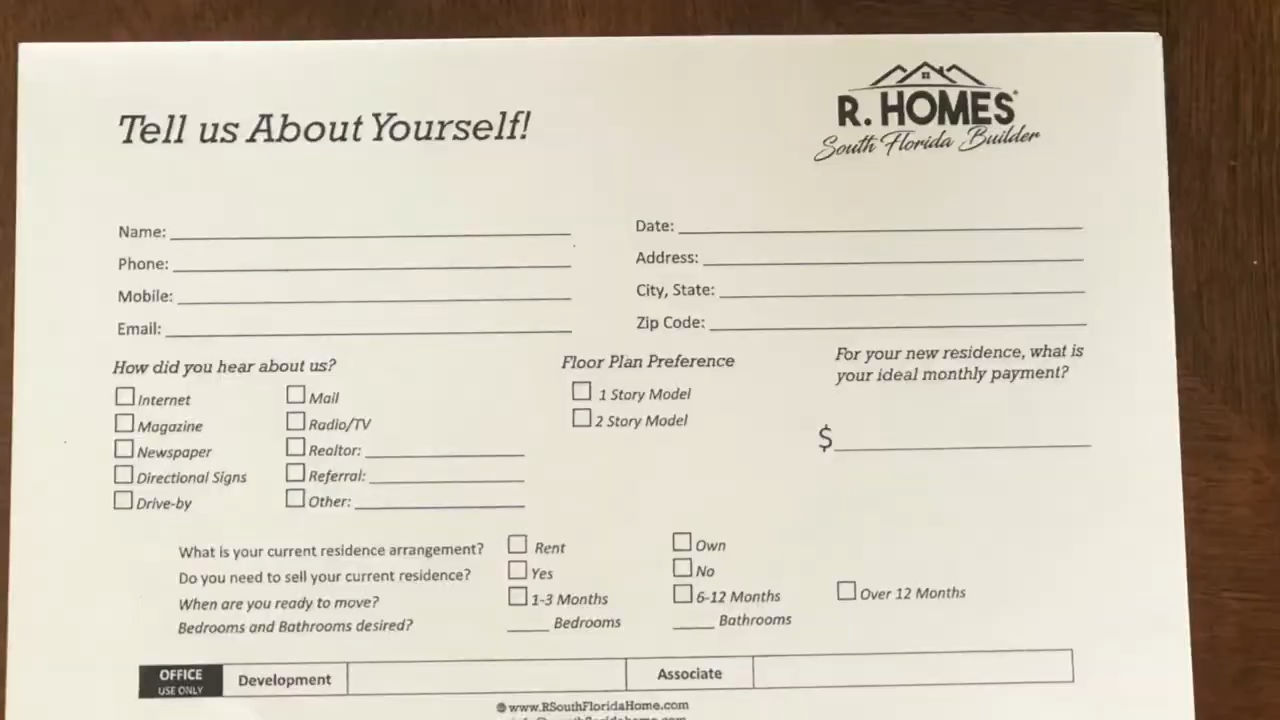 Tell us About Yourself!
R. HOMES
South Florida Builder
Name:
Date:
Phone:
Address:
Mobile:
City, State:
Email:
Zip Code:
How did you hear about us?
Internet
Mail
Magazine
Radio/TV
Newspaper
Realtor:
Directional Signs
Referral:
Drive-by
Other:
Floor Plan Preference
1 Story Model
2 Story Model
For your new residence, what is
your ideal monthly payment?
$
What is your current residence arrangement? Rent Own
Do you need to sell your current residence? Yes No
When are you ready to move? 1-3 Months 6-12 Months Over 12 Months
Bedrooms and Bathrooms desired? ____ Bedrooms ____ Bathrooms
OFFICE
USE ONLY
Development
Associate
www.RSouthFloridaHome.com